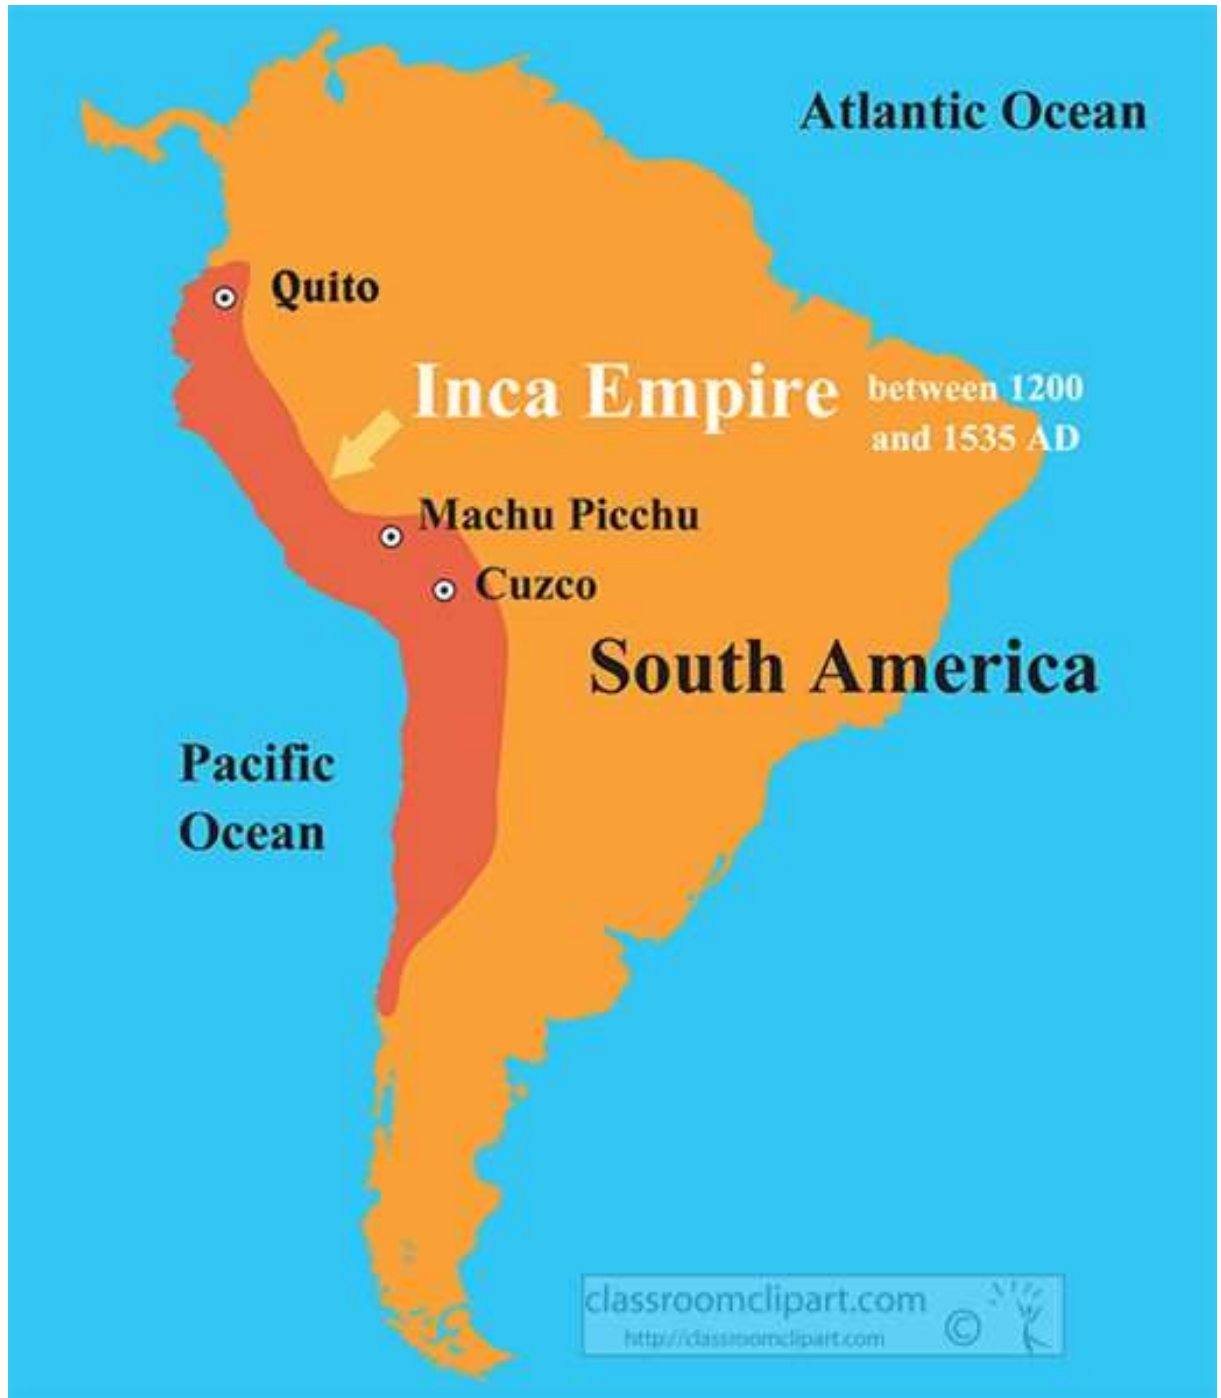 Atlantic Ocean
Quito
Inca Empire
between 1200
and 1535 AD
Machu Picchu
Cuzco
South America
Pacific
Ocean
classroomclipart.com
©
http://classroomclipart.com